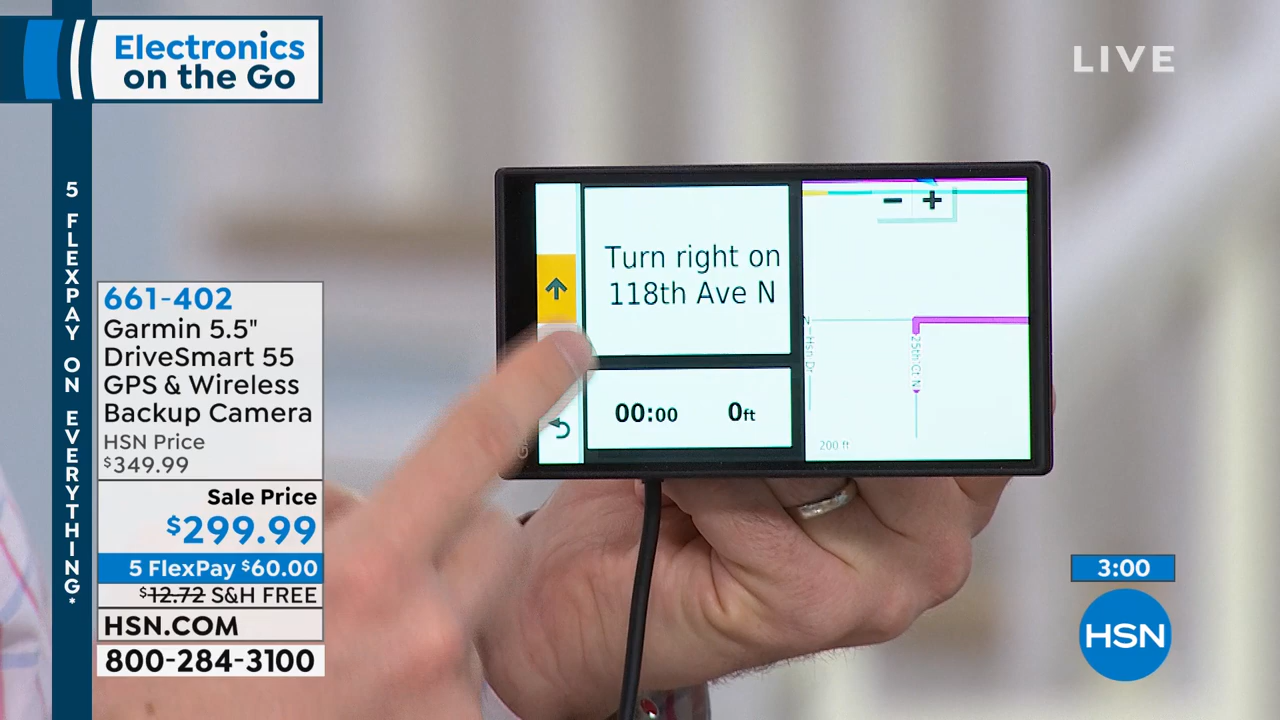 Electronics
on the Go
LIVE
5 FLEXPAY ON EVERYTHING*
661-402
Garmin 5.5"
DriveSmart 55
GPS & Wireless
Backup Camera
HSN Price
$349.99
Sale Price
$299.99
5 FlexPay $60.00
$12.72 S&H FREE
HSN.COM
800-284-3100
Turn right on
118th Ave N
00:00 0ft
− +
25th Ct N
200 ft
3:00
HSN